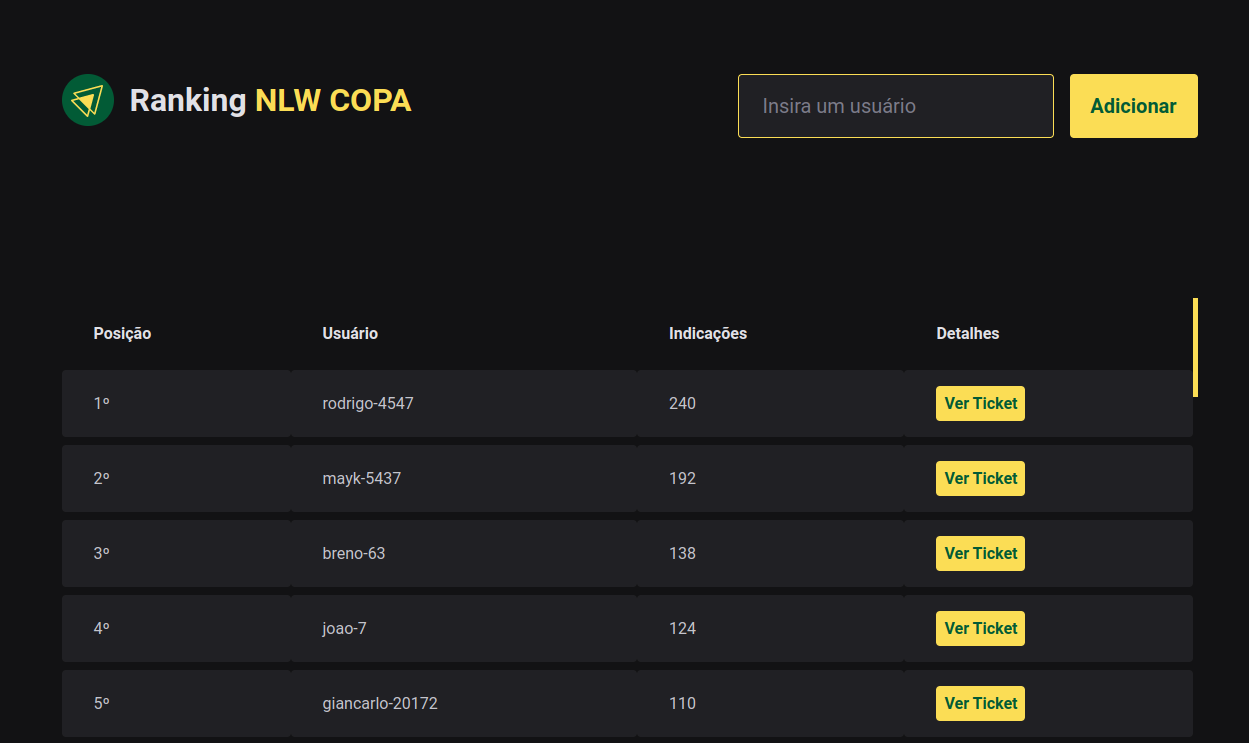 Ranking NLW COPA
Insira um usuário
Adicionar
Posição Usuário Indicações Detalhes
1º rodrigo-4547 240 Ver Ticket
2º mayk-5437 192 Ver Ticket
3º breno-63 138 Ver Ticket
4º joao-7 124 Ver Ticket
5º giancarlo-20172 110 Ver Ticket